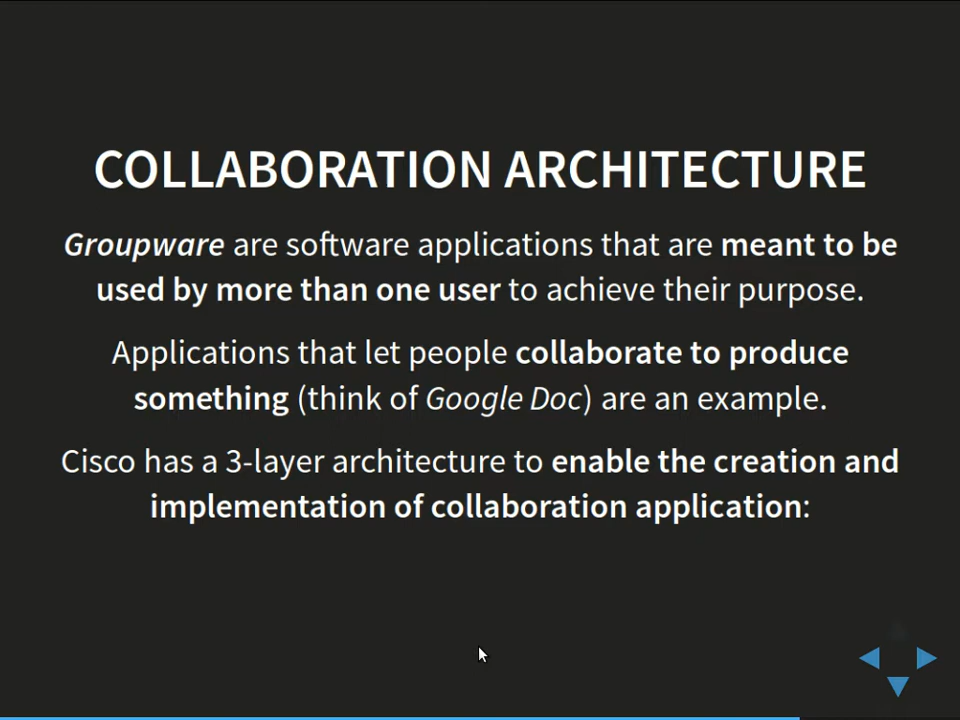 COLLABORATION ARCHITECTURE
Groupware are software applications that are meant to be
used by more than one user to achieve their purpose.
Applications that let people collaborate to produce
something (think of Google Doc) are an example.
Cisco has a 3-layer architecture to enable the creation and
implementation of collaboration application: